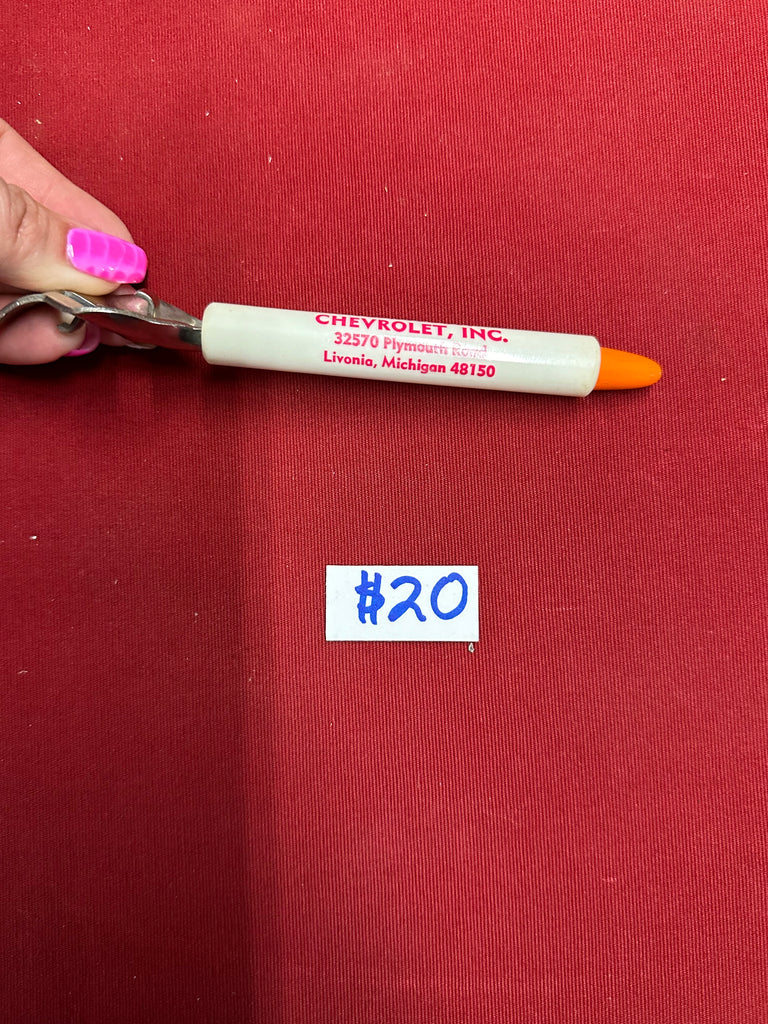 CHEVROLET, INC.
32570 Plymouth Road
Livonia, Michigan 48150
$20